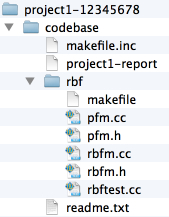 project1-12345678
codebase
makefile.inc
project1-report
rbf
makefile
pfm.cc
pfm.h
rbfm.cc
rbfm.h
rbftest.cc
readme.txt